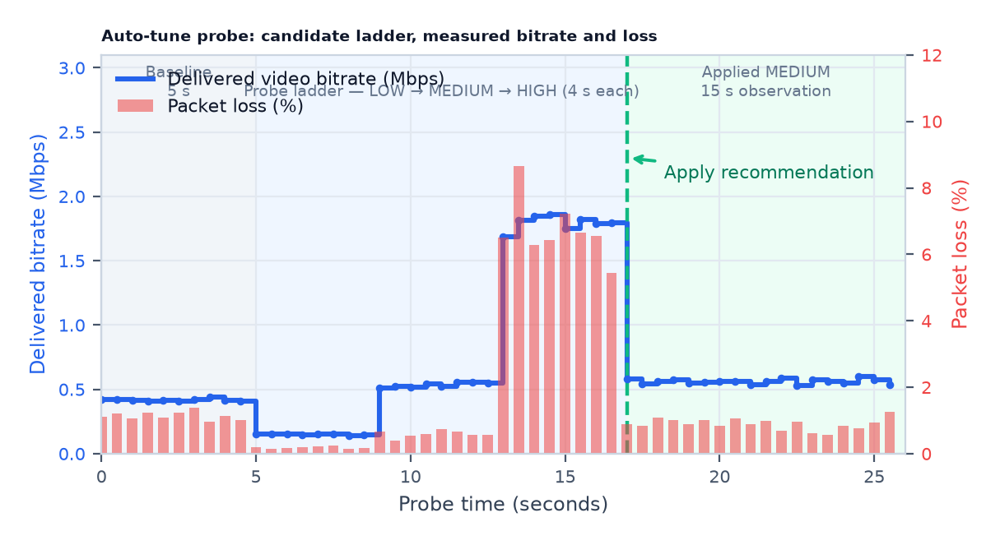 Auto-tune probe: candidate ladder, measured bitrate and loss
Baseline
5 s
Delivered video bitrate (Mbps)
Packet loss (%)
Probe ladder — LOW → MEDIUM → HIGH (4 s each)
Applied MEDIUM
15 s observation
Apply recommendation
Delivered bitrate (Mbps)
3.0
2.5
2.0
1.5
1.0
0.5
0.0
12
10
8
6
4
2
0
Packet loss (%)
0 5 10 15 20 25
Probe time (seconds)